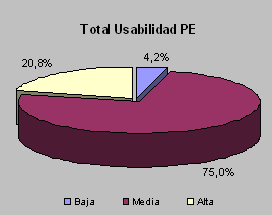 Total Usabilidad PE
4,2%
20,8%
75,0%
Baja Media Alta